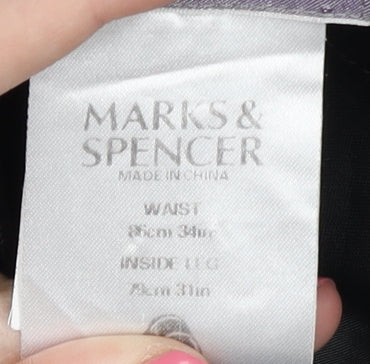 MARKS &
SPENCER
MADE IN CHINA
WAIST
86cm 34in
INSIDE LEG
79cm 31in